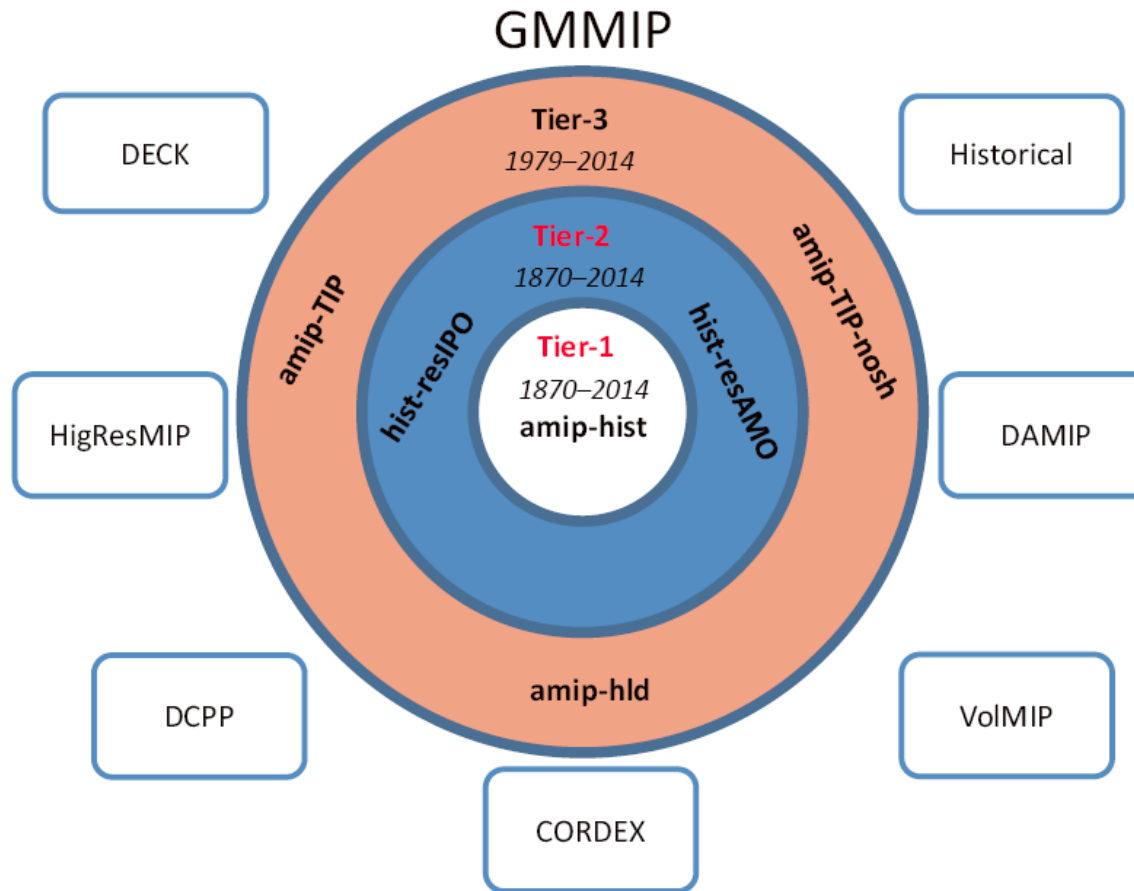 GMMIP
DECK
Historical
Tier-3
1979–2014
amip-TIP
amip-TIP-nosh
Tier-2
1870–2014
hist-resIPO
hist-resAMO
Tier-1
1870–2014
amip-hist
HigResMIP
DAMIP
amip-hld
DCPP
VolMIP
CORDEX